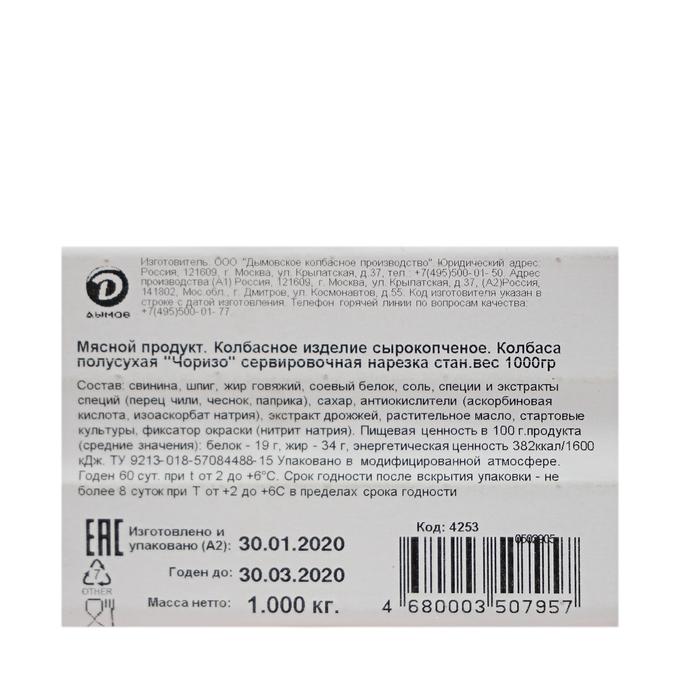 Изготовитель: ООО "Дымовское колбасное производство" Юридический адрес:
Россия, 121609, г. Москва, ул. Крылатская, д.37, тел.: +7(495)500-01-50. Адрес
производства (А1) Россия, 121609, г. Москва, ул. Крылатская, д.37, (А2)Россия,
141802, Мос.обл., г. Дмитров, ул. Космонавтов, д.55. Код изготовителя указан в
строке с датой изготовления. Телефон горячей линии по вопросам качества:
+7(495)500-01-77
дымов
Мясной продукт. Колбасное изделие сырокопченое. Колбаса
полусухая "Чоризо" сервировочная нарезка стан.вес 1000гр
Состав: свинина, шпиг, жир говяжий, соевый белок, соль, специи и экстракты
специй (перец чили, чеснок, паприка), сахар, антиокислители (аскорбиновая
кислота, изоаскорбат натрия), экстракт дрожжей, растительное масло, стартовые
культуры, фиксатор окраски (нитрит натрия). Пищевая ценность в 100 г.продукта
(средние значения): белок - 19 г, жир - 34 г, энергетическая ценность 382ккал/1600
кДж. ТУ 9213-018-57084488-15 Упаковано в модифицированной атмосфере.
Годен 60 сут. при t от 2 до +6°С. Срок годности после вскрытия упаковки - не
более 8 суток при Т от +2 до +6С в пределах срока годности
ЕАС
Изготовлено и
упаковано (А2): 30.01.2020
Годен до: 30.03.2020
Масса нетто: 1.000 кг.
7
OTHER
Код: 4253
4 680003 507957